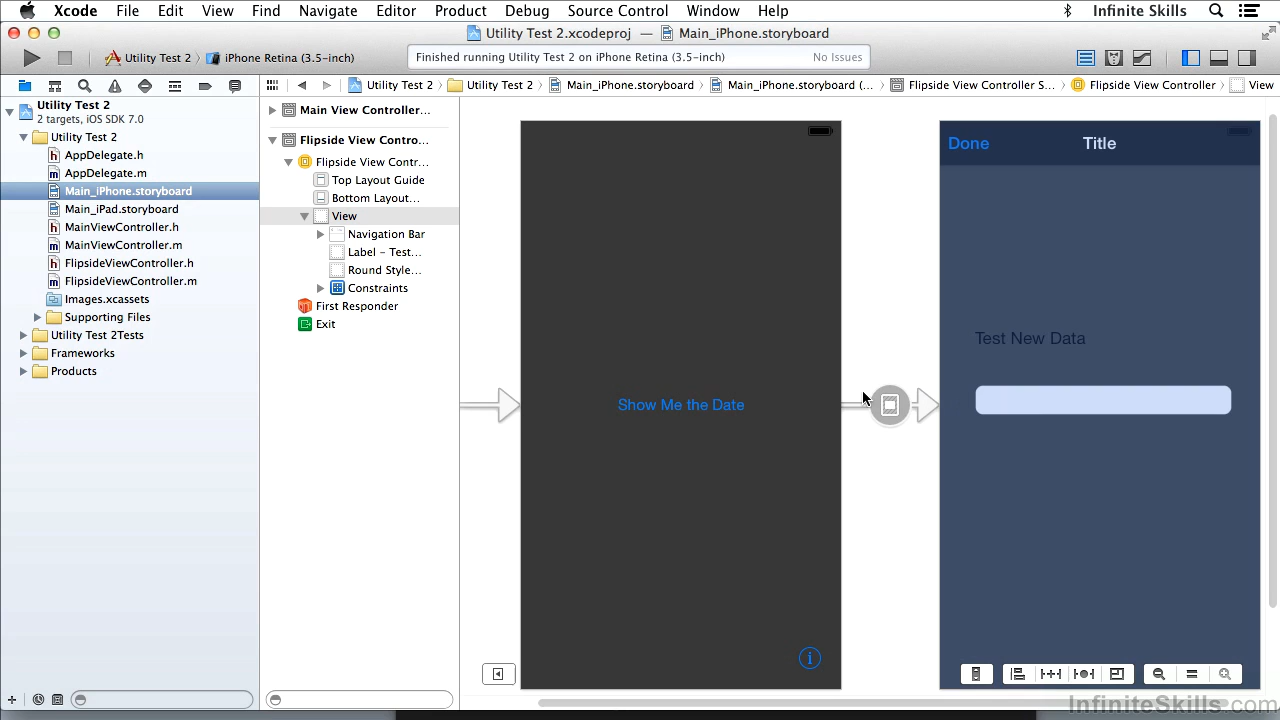 Xcode File Edit View Find Navigate Editor Product Debug Source Control Window Help Infinite Skills
Utility Test 2.xcodeproj — Main_iPhone.storyboard
Utility Test 2 iPhone Retina (3.5-inch) Finished running Utility Test 2 on iPhone Retina (3.5-inch) No Issues
Utility Test 2 Utility Test 2 Main_iPhone.storyboard Main_iPhone.storyboard (... Flipside View Controller S... Flipside View Controller View
Utility Test 2
2 targets, iOS SDK 7.0
Utility Test 2
h AppDelegate.h
m AppDelegate.m
Main_iPhone.storyboard
Main_iPad.storyboard
h MainViewController.h
m MainViewController.m
h FlipsideViewController.h
m FlipsideViewController.m
Images.xcassets
Supporting Files
Utility Test 2Tests
Frameworks
Products
Main View Controller...
Flipside View Contro...
Flipside View Contr...
Top Layout Guide
Bottom Layout...
View
Navigation Bar
Label - Test...
Round Style...
Constraints
First Responder
Exit
Show Me the Date
i
Done Title
Test New Data
InfiniteSkills.com